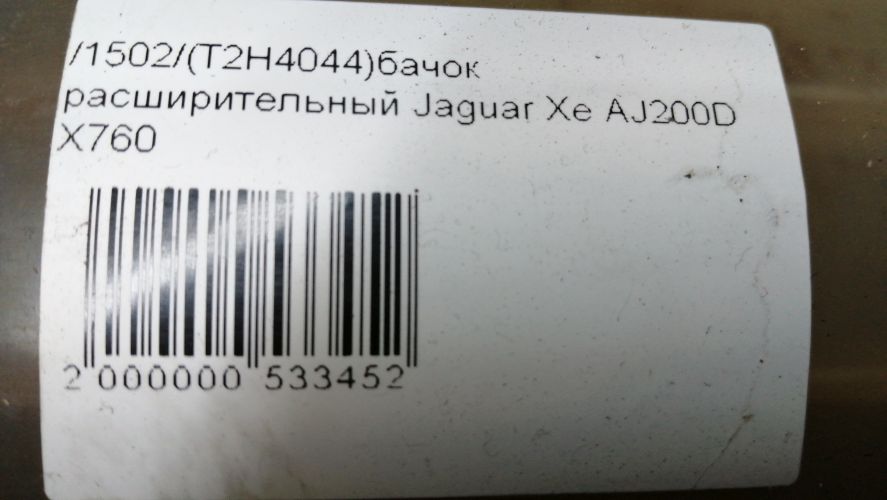 /1502/(T2H4044)бачок
расширительный Jaguar Xe AJ200D
X760
2 000000 533452